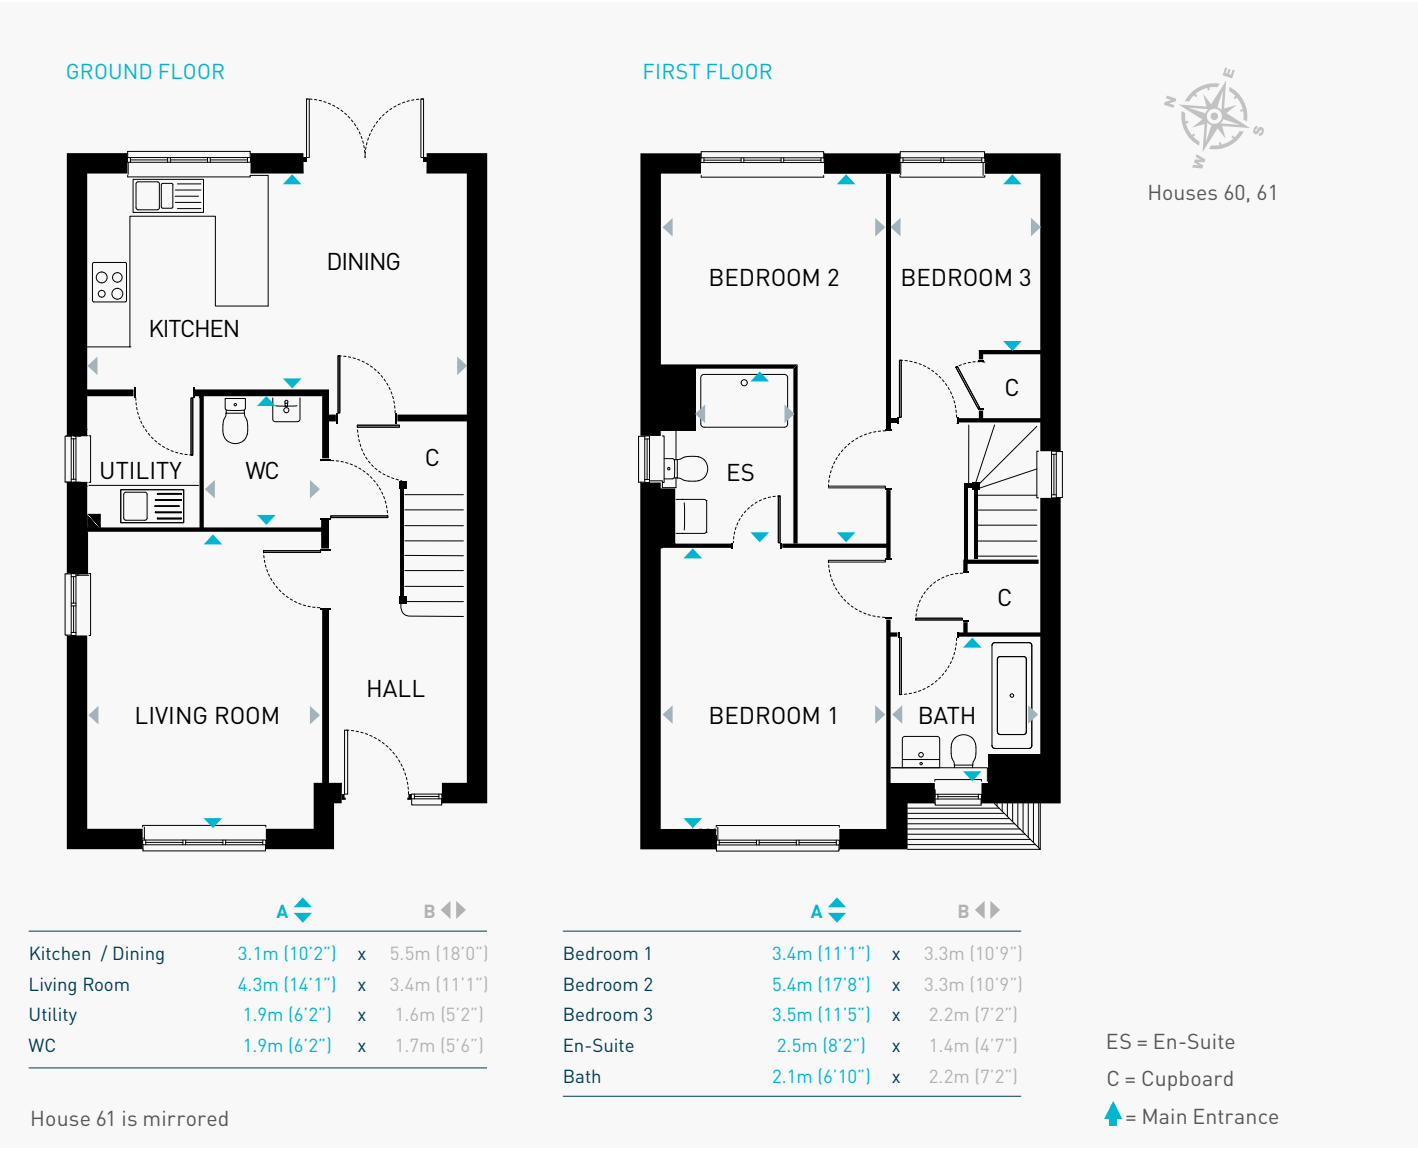 GROUND FLOOR
FIRST FLOOR
E
N
S
W
Houses 60, 61
DINING
KITCHEN
UTILITY
WC
C
LIVING ROOM
HALL
BEDROOM 2
BEDROOM 3
C
ES
C
BEDROOM 1
BATH
A B
Kitchen / Dining 3.1m (10'2") x 5.5m (18'0")
Living Room 4.3m (14'1") x 3.4m (11'1")
Utility 1.9m (6'2") x 1.6m (5'2")
WC 1.9m (6'2") x 1.7m (5'6")
House 61 is mirrored
A B
Bedroom 1 3.4m (11'1") x 3.3m (10'9")
Bedroom 2 5.4m (17'8") x 3.3m (10'9")
Bedroom 3 3.5m (11'5") x 2.2m (7'2")
En-Suite 2.5m (8'2") x 1.4m (4'7")
Bath 2.1m (6'10") x 2.2m (7'2")
ES = En-Suite
C = Cupboard
= Main Entrance